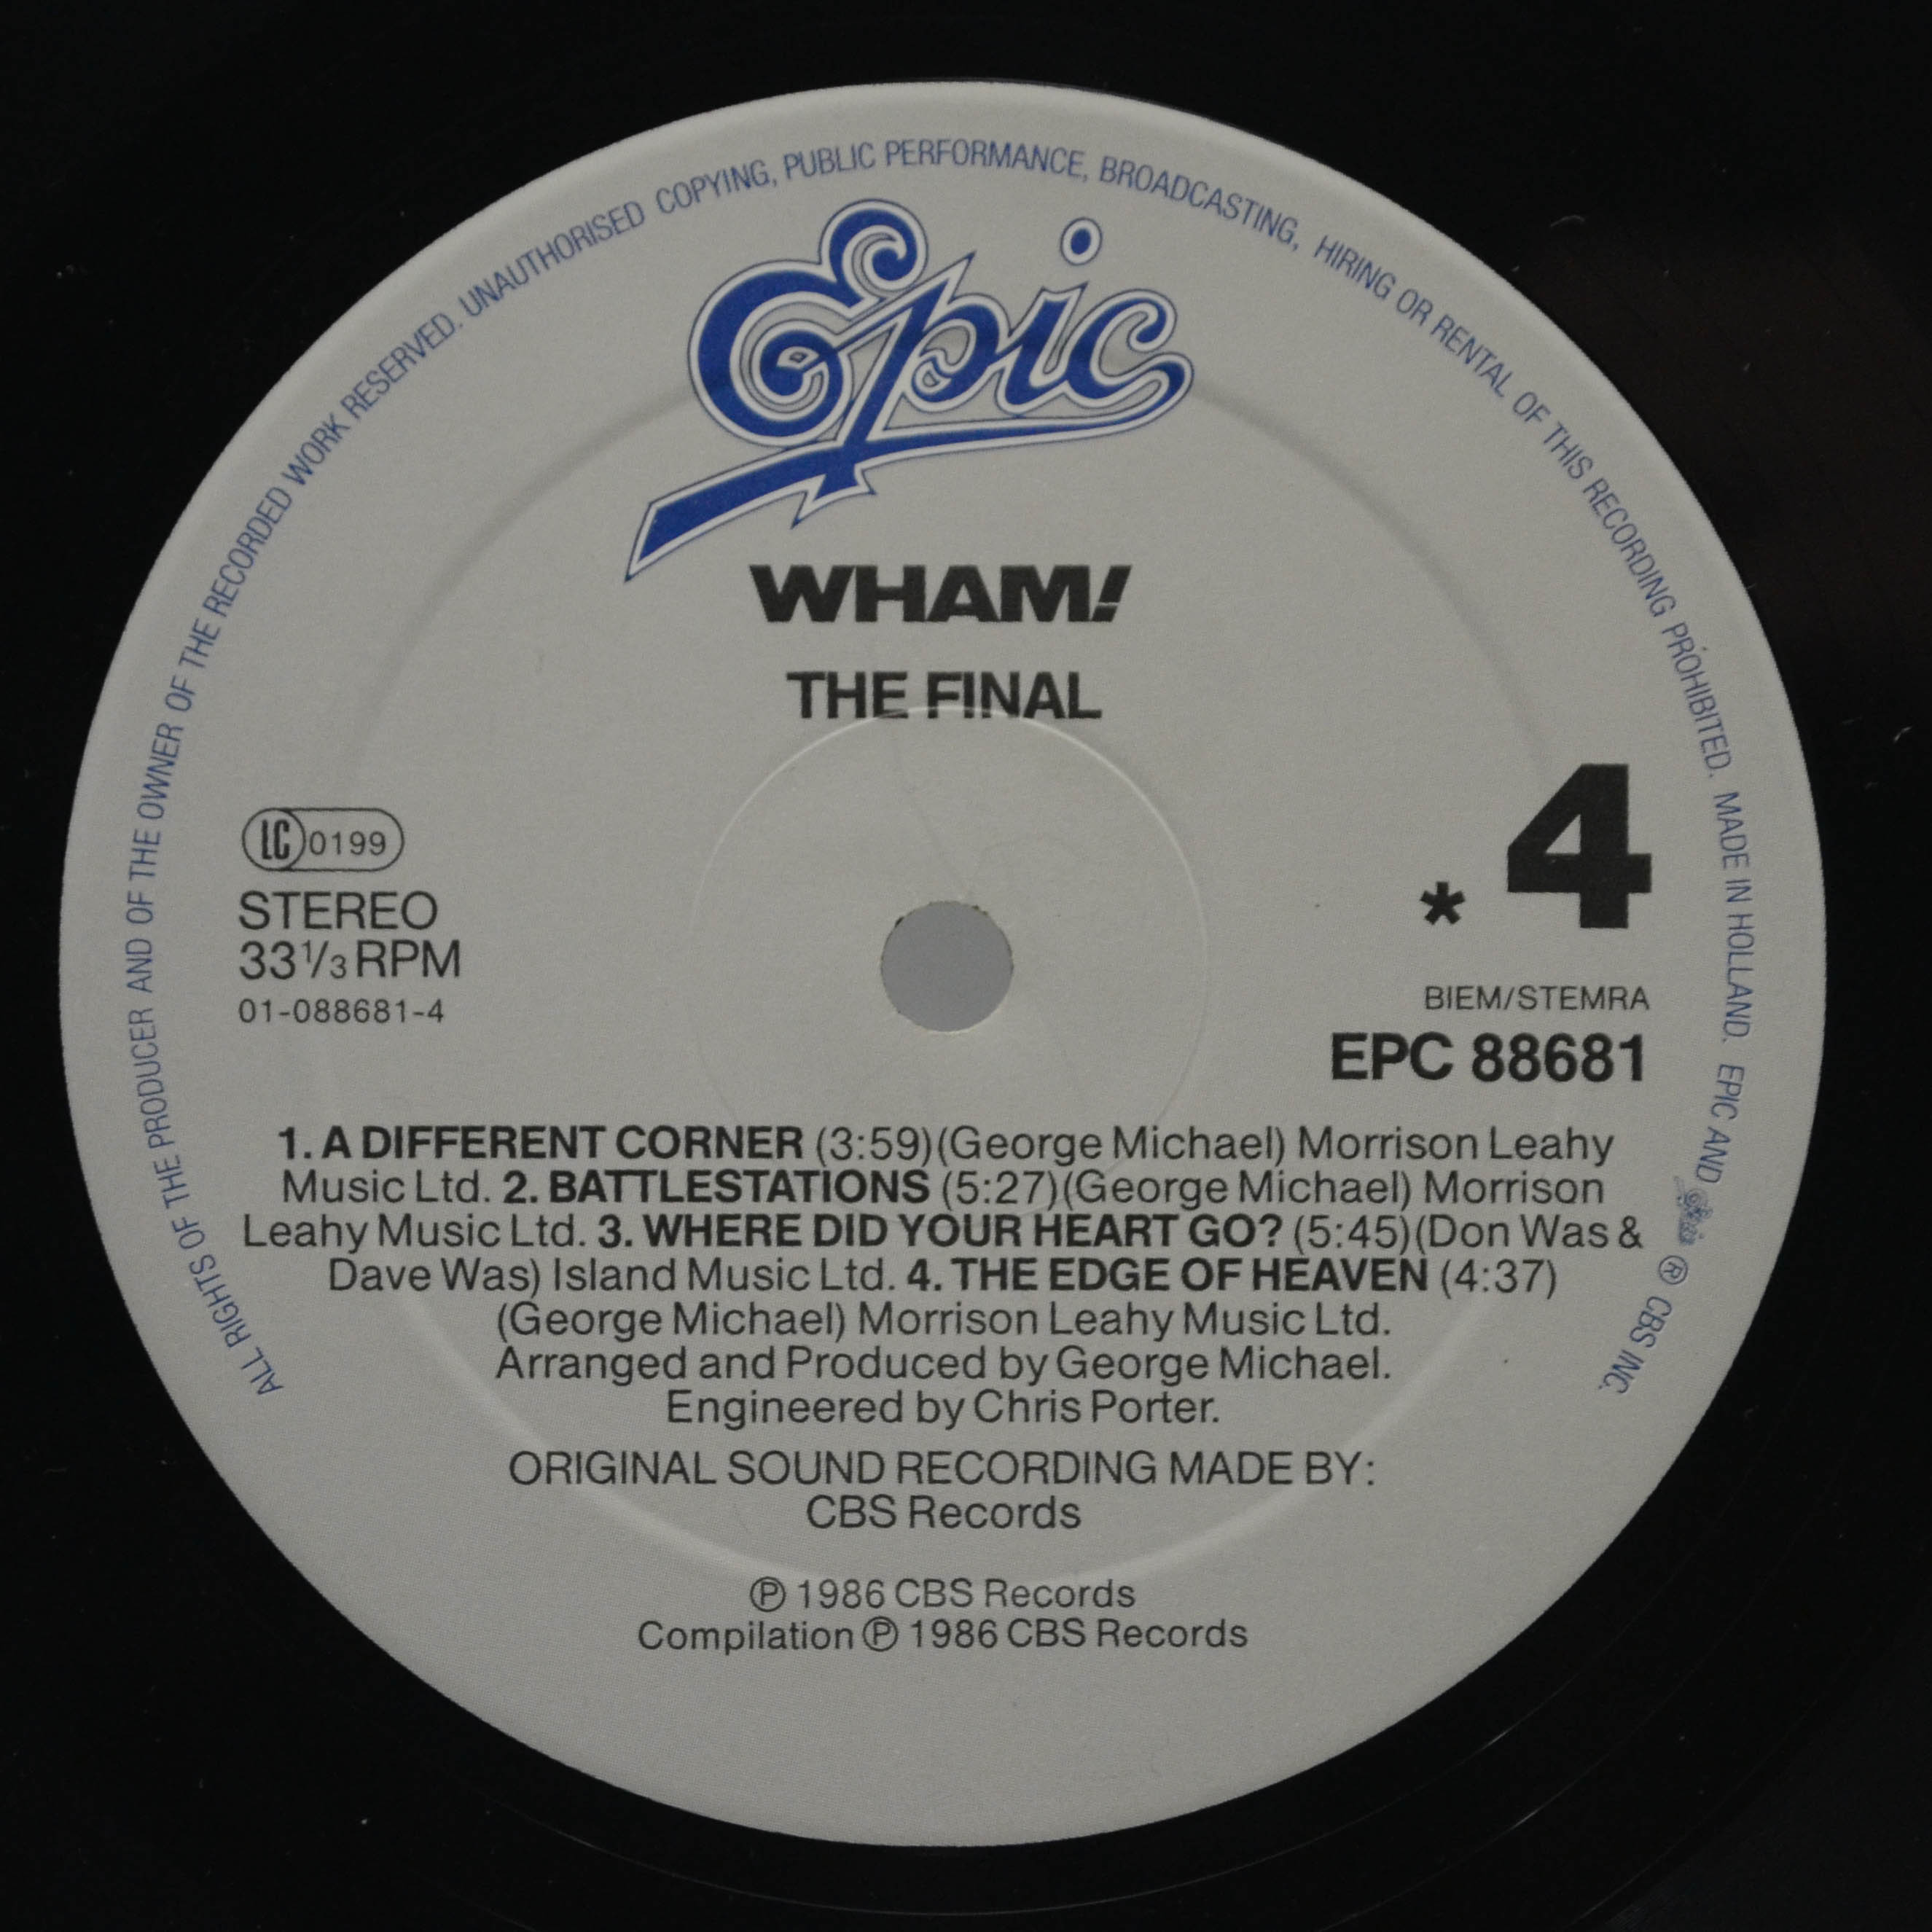 ALL RIGHTS OF THE PRODUCER AND OF THE OWNER OF THE RECORDED WORK RESERVED. UNAUTHORISED COPYING, PUBLIC PERFORMANCE, BROADCASTING, HIRING OR RENTAL OF THIS RECORDING PROHIBITED. MADE IN HOLLAND. EPIC AND Epic ® CBS INC.
Epic
WHAM!
THE FINAL
LC 0199
STEREO
33 1/3 RPM
01-088681-4
* 4
BIEM/STEMRA
EPC 88681
1. A DIFFERENT CORNER (3:59) (George Michael) Morrison Leahy
Music Ltd. 2. BATTLESTATIONS (5:27) (George Michael) Morrison
Leahy Music Ltd. 3. WHERE DID YOUR HEART GO? (5:45) (Don Was &
Dave Was) Island Music Ltd. 4. THE EDGE OF HEAVEN (4:37)
(George Michael) Morrison Leahy Music Ltd.
Arranged and Produced by George Michael.
Engineered by Chris Porter.
ORIGINAL SOUND RECORDING MADE BY:
CBS Records
℗ 1986 CBS Records
Compilation ℗ 1986 CBS Records